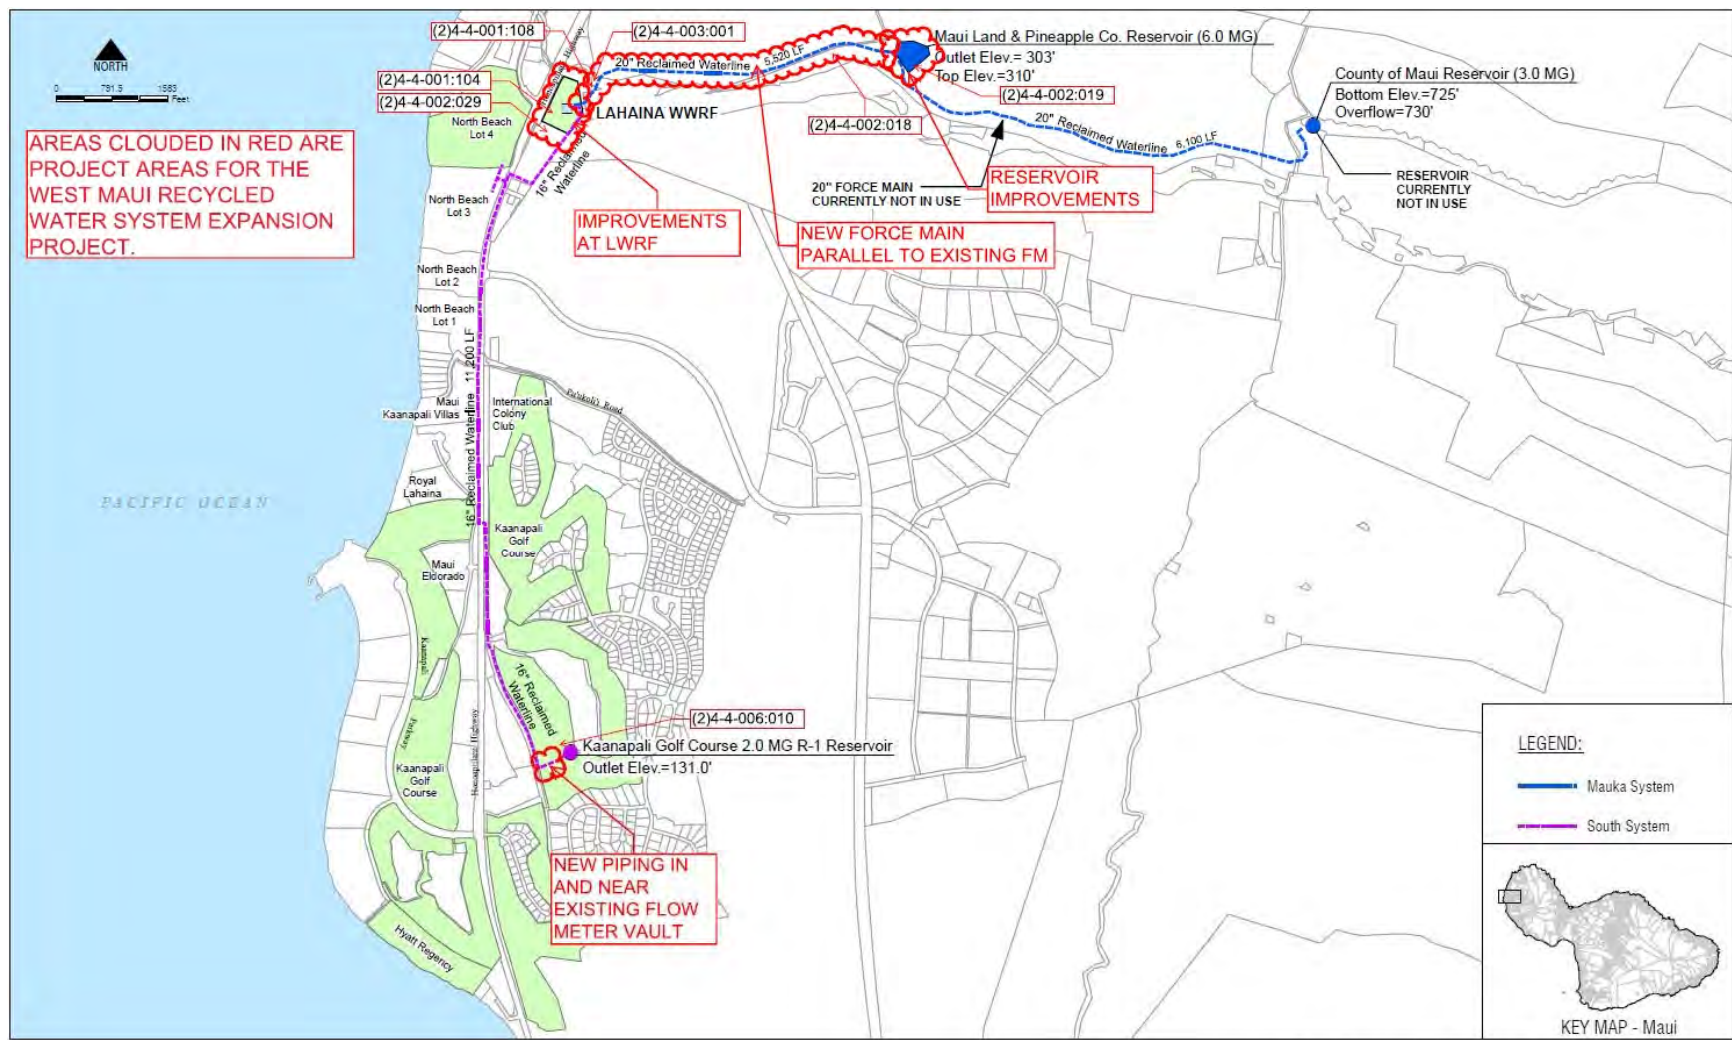 (2)4-4-001:108
(2)4-4-003:001
NORTH
0 791.5 1583
Feet
(2)4-4-001:104
(2)4-4-002:029
Highway
20" Reclaimed Waterline 5,520 LF
Maui Land & Pineapple Co. Reservoir (6.0 MG)
Outlet Elev.= 303'
Top Elev.=310'
(2)4-4-002:019
County of Maui Reservoir (3.0 MG)
Bottom Elev.=725'
Overflow=730'
LAHAINA WWRF
North Beach
Lot 4
(2)4-4-002:018
20" Reclaimed Waterline 6,100 LF
AREAS CLOUDED IN RED ARE
PROJECT AREAS FOR THE
WEST MAUI RECYCLED
WATER SYSTEM EXPANSION
PROJECT.
16" Reclaimed
Waterline
North Beach
Lot 3
20" FORCE MAIN
CURRENTLY NOT IN USE
RESERVOIR
IMPROVEMENTS
RESERVOIR
CURRENTLY
NOT IN USE
IMPROVEMENTS
AT LWRF
NEW FORCE MAIN
PARALLEL TO EXISTING FM
North Beach
Lot 2
North Beach
Lot 1
16" Reclaimed Waterline 11,200 LF
Maui
Kaanapali Villas
International
Colony
Club
Road
Royal
Lahaina
PACIFIC OCEAN
Kaanapali
Golf
Course
Maui
Eldorado
Kaanapali
Parkway
16" Reclaimed
Waterline
Honoapiilani Highway
(2)4-4-006:010
Kaanapali Golf Course 2.0 MG R-1 Reservoir
Outlet Elev.=131.0'
Kaanapali
Golf
Course
NEW PIPING IN
AND NEAR
EXISTING FLOW
METER VAULT
Hyatt Regency
LEGEND:
Mauka System
South System
KEY MAP - Maui